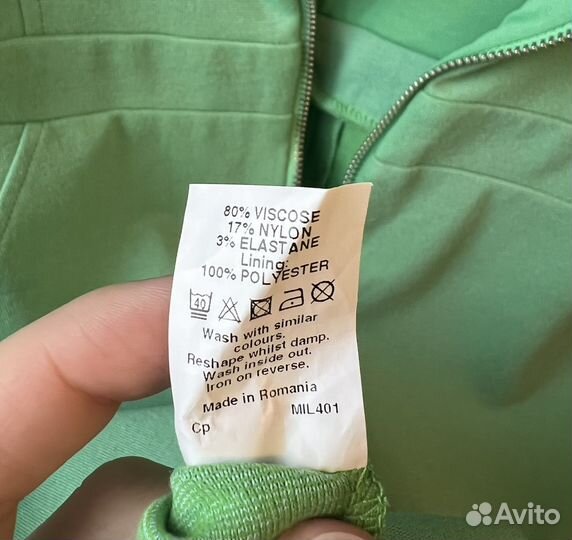 80% VISCOSE
17% NYLON
3% ELASTANE
Lining:
100% POLYESTER
40
Wash with similar
colours.
Reshape whilst damp.
Wash inside out.
Iron on reverse.
Made in Romania
Cp MIL401
Avito